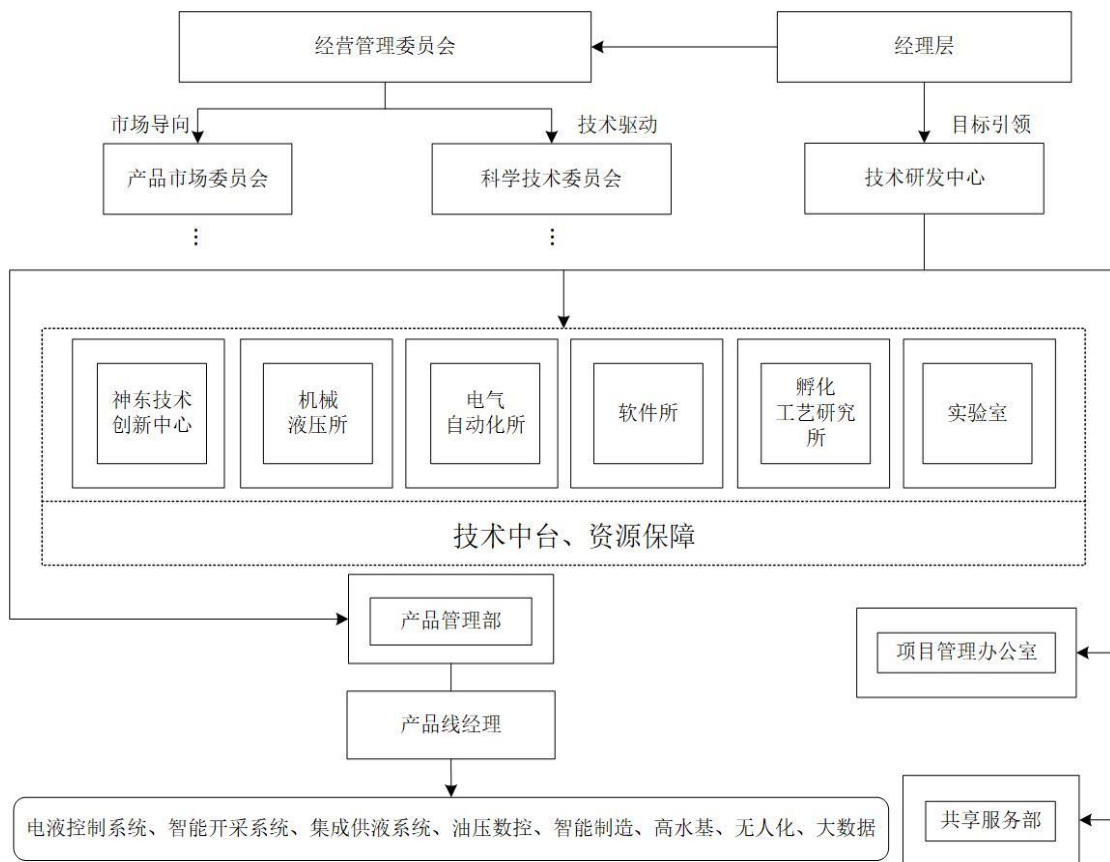 经营管理委员会
经理层
市场导向
技术驱动
目标引领
产品市场委员会
科学技术委员会
技术研发中心
神东技术
创新中心
机械
液压所
电气
自动化所
软件所
孵化
工艺研究
所
实验室
技术中台、资源保障
产品管理部
项目管理办公室
产品线经理
电液控制系统、智能开采系统、集成供液系统、油压数控、智能制造、高水基、无人化、大数据
共享服务部